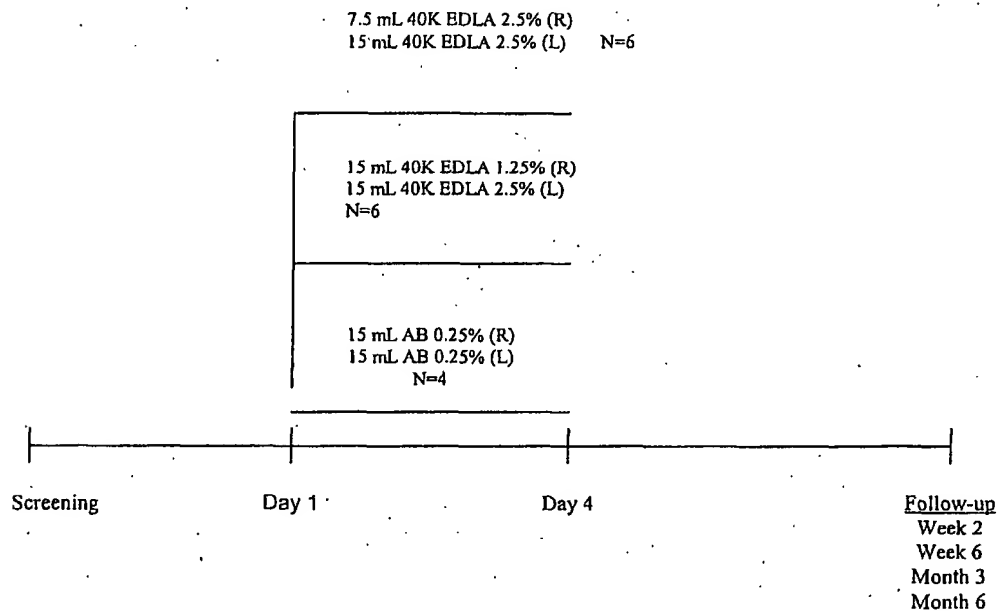 7.5 mL 40K EDLA 2.5% (R)
15 mL 40K EDLA 2.5% (L) N=6
15 mL 40K EDLA 1.25% (R)
15 mL 40K EDLA 2.5% (L)
N=6
15 mL AB 0.25% (R)
15 mL AB 0.25% (L)
N=4
Screening Day 1 Day 4 Follow-up
Week 2
Week 6
Month 3
Month 6